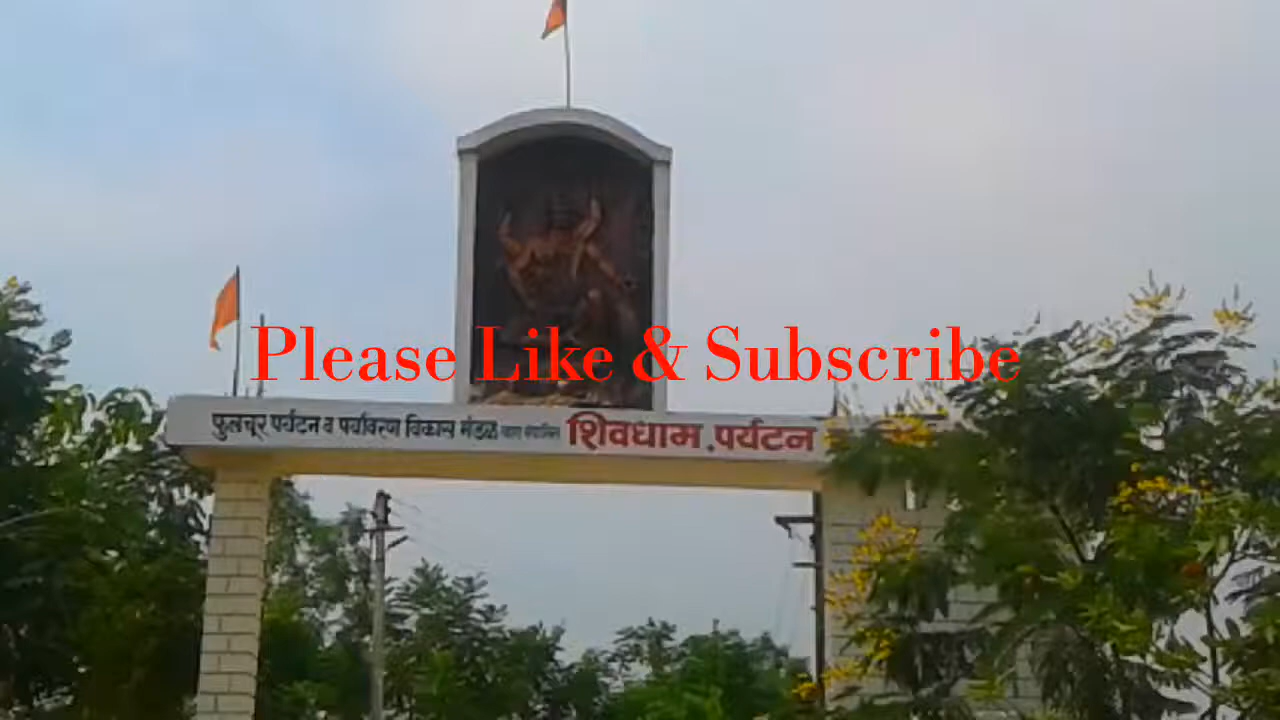 Please Like & Subscribe
फुलचूर पर्यटन व पर्यावरण विकास मंडळ शिवधाम.पर्यटन